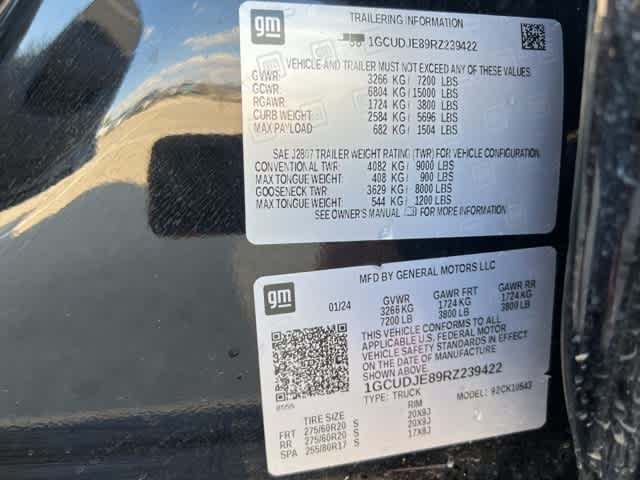 gm
TRAILERING INFORMATION
1GCUDJE89RZ239422
VEHICLE AND TRAILER MUST NOT EXCEED ANY OF THESE VALUES
GVWR: 3266 KG/ 7200 LBS
GCWR: 6804 KG/ 15000 LBS
RGAWR: 1724 KG/ 3800 LBS
CURB WEIGHT: 2584 KG/ 5696 LBS
MAX PAYLOAD: 682 KG/ 1504 LBS
SAE J2807 TRAILER WEIGHT RATING (TWR) FOR VEHICLE CONFIGURATION
CONVENTIONAL TWR: 4082 KG/ 9000 LBS
MAX TONGUE WEIGHT: 408 KG/ 900 LBS
GOOSENECK TWR: 3629 KG/ 8000 LBS
MAX TONGUE WEIGHT: 544 KG/ 1200 LBS
SEE OWNER'S MANUAL FOR MORE INFORMATION
gm
MFD BY GENERAL MOTORS LLC
01/24 GVWR GAWR FRT GAWR RR
3266 KG 1724 KG 1724 KG
7200 LB 3800 LB 3800 LB
THIS VEHICLE CONFORMS TO ALL
APPLICABLE U.S. FEDERAL MOTOR
VEHICLE SAFETY STANDARDS IN EFFECT
ON THE DATE OF MANUFACTURE
SHOWN ABOVE.
1GCUDJE89RZ239422
TYPE: TRUCK MODEL: 92CK10543
TIRE SIZE RIM
FRT 275/60R20 S 20X9J
RR 275/60R20 S 20X9J
SPA 255/80R17 S 17X8J